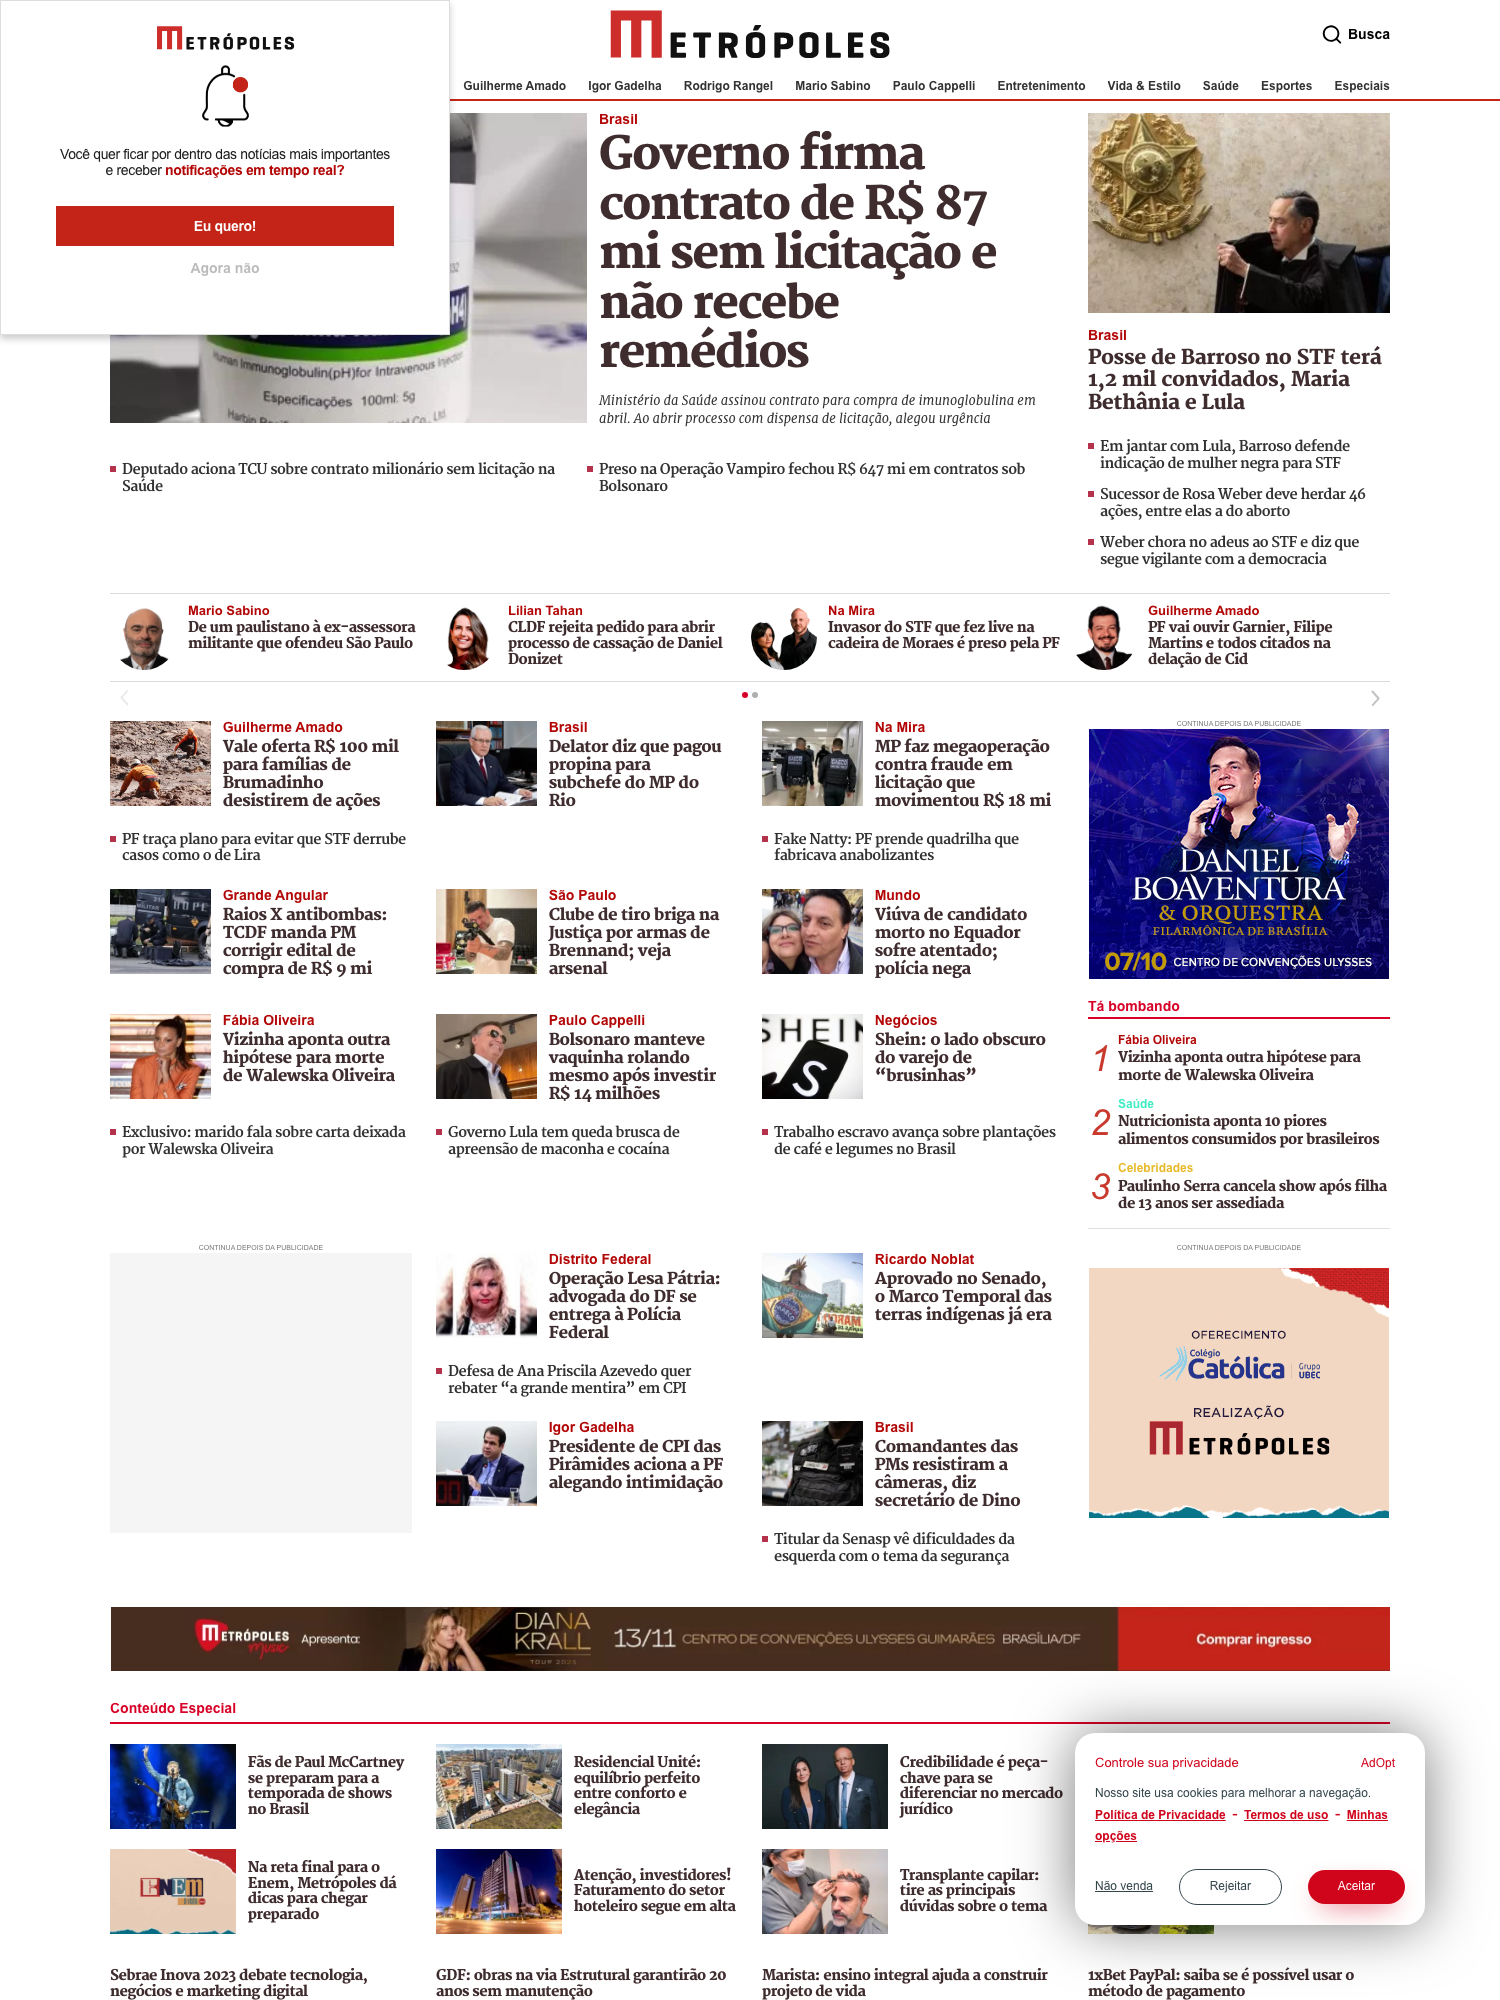 METRÓPOLES
Você quer ficar por dentro das notícias mais importantes
e receber notificações em tempo real?
Eu quero!
Agora não
METRÓPOLES
Busca
Guilherme Amado
Igor Gadelha
Rodrigo Rangel
Mario Sabino
Paulo Cappelli
Entretenimento
Vida & Estilo
Saúde
Esportes
Especiais
Human Immunoglobulin(pH)for Intravenous Injection
Especificações 100ml: 5g
Brasil
Governo firma
contrato de R$ 87
mi sem licitação e
não recebe
remédios
Ministério da Saúde assinou contrato para compra de imunoglobulina em
abril. Ao abrir processo com dispensa de licitação, alegou urgência
Deputado aciona TCU sobre contrato milionário sem licitação na
Saúde
Preso na Operação Vampiro fechou R$ 647 mi em contratos sob
Bolsonaro
Brasil
Posse de Barroso no STF terá
1,2 mil convidados, Maria
Bethânia e Lula
Em jantar com Lula, Barroso defende
indicação de mulher negra para STF
Sucessor de Rosa Weber deve herdar 46
ações, entre elas a do aborto
Weber chora no adeus ao STF e diz que
segue vigilante com a democracia
Mario Sabino
De um paulistano à ex-assessora
militante que ofendeu São Paulo
Lilian Tahan
CLDF rejeita pedido para abrir
processo de cassação de Daniel
Donizet
Na Mira
Invasor do STF que fez live na
cadeira de Moraes é preso pela PF
Guilherme Amado
PF vai ouvir Garnier, Filipe
Martins e todos citados na
delação de Cid
Guilherme Amado
Vale oferta R$ 100 mil
para famílias de
Brumadinho
desistirem de ações
PF traça plano para evitar que STF derrube
casos como o de Lira
Brasil
Delator diz que pagou
propina para
subchefe do MP do
Rio
Na Mira
MP faz megaoperação
contra fraude em
licitação que
movimentou R$ 18 mi
Fake Natty: PF prende quadrilha que
fabricava anabolizantes
CONTINUA DEPOIS DA PUBLICIDADE
DANIEL
BOAVENTURA
& ORQUESTRA
FILARMÔNICA DE BRASÍLIA
07/10 CENTRO DE CONVENÇÕES ULYSSES
Grande Angular
Raios X antibombas:
TCDF manda PM
corrigir edital de
compra de R$ 9 mi
São Paulo
Clube de tiro briga na
Justiça por armas de
Brennand; veja
arsenal
Mundo
Viúva de candidato
morto no Equador
sofre atentado;
polícia nega
Fábia Oliveira
Vizinha aponta outra
hipótese para morte
de Walewska Oliveira
Exclusivo: marido fala sobre carta deixada
por Walewska Oliveira
Paulo Cappelli
Bolsonaro manteve
vaquinha rolando
mesmo após investir
R$ 14 milhões
Governo Lula tem queda brusca de
apreensão de maconha e cocaína
SHEIN
S
Negócios
Shein: o lado obscuro
do varejo de
“brusinhas”
Trabalho escravo avança sobre plantações
de café e legumes no Brasil
Tá bombando
1
Fábia Oliveira
Vizinha aponta outra hipótese para
morte de Walewska Oliveira
2
Saúde
Nutricionista aponta 10 piores
alimentos consumidos por brasileiros
3
Celebridades
Paulinho Serra cancela show após filha
de 13 anos ser assediada
CONTINUA DEPOIS DA PUBLICIDADE
Distrito Federal
Operação Lesa Pátria:
advogada do DF se
entrega à Polícia
Federal
Defesa de Ana Priscila Azevedo quer
rebater “a grande mentira” em CPI
Ricardo Noblat
Aprovado no Senado,
o Marco Temporal das
terras indígenas já era
Igor Gadelha
Presidente de CPI das
Pirâmides aciona a PF
alegando intimidação
Brasil
Comandantes das
PMs resistiram a
câmeras, diz
secretário de Dino
Titular da Senasp vê dificuldades da
esquerda com o tema da segurança
CONTINUA DEPOIS DA PUBLICIDADE
OFERECIMENTO
Colégio
Católica
Grupo
UBEC
REALIZAÇÃO
METRÓPOLES
METRÓPOLES
music
Apresenta:
DIANA
KRALL
TOUR 2023
13/11 CENTRO DE CONVENÇÕES ULYSSES GUIMARÃES BRASÍLIA/DF
Comprar ingresso
Conteúdo Especial
Fãs de Paul McCartney
se preparam para a
temporada de shows
no Brasil
Residencial Unité:
equilíbrio perfeito
entre conforto e
elegância
Credibilidade é peça-
chave para se
diferenciar no mercado
jurídico
ENEM
Na reta final para o
Enem, Metrópoles dá
dicas para chegar
preparado
Atenção, investidores!
Faturamento do setor
hoteleiro segue em alta
Transplante capilar:
tire as principais
dúvidas sobre o tema
Controle sua privacidade
AdOpt
Nosso site usa cookies para melhorar a navegação.
Política de Privacidade - Termos de uso - Minhas
opções
Não venda
Rejeitar
Aceitar
Sebrae Inova 2023 debate tecnologia,
negócios e marketing digital
GDF: obras na via Estrutural garantirão 20
anos sem manutenção
Marista: ensino integral ajuda a construir
projeto de vida
1xBet PayPal: saiba se é possível usar o
método de pagamento